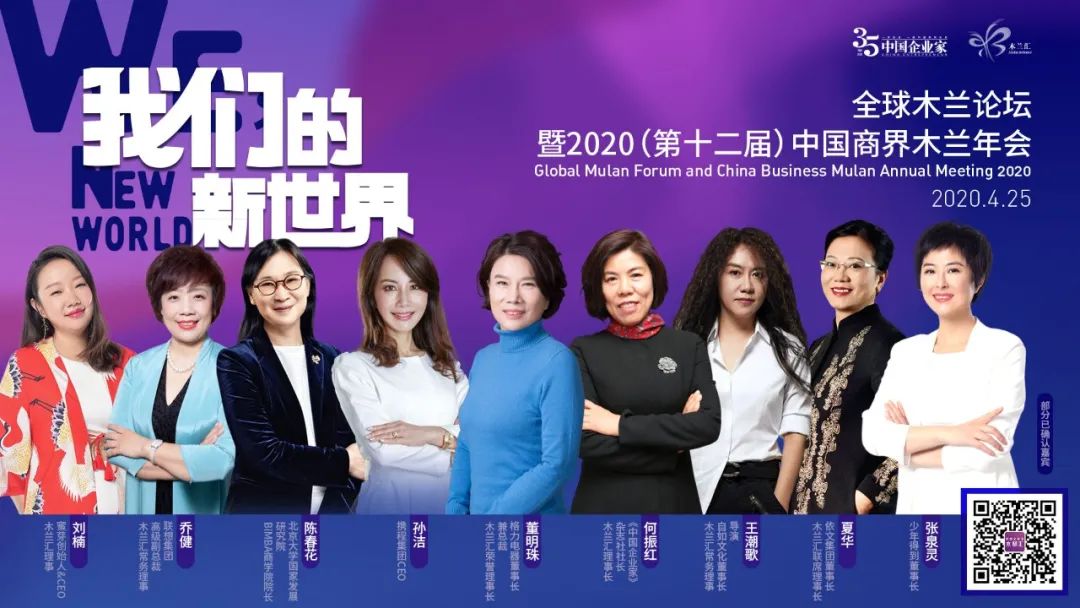 WE,
NEW
WORLD
我们的
新世界
35 中国企业家
CHINA ENTREPRENEUR
木兰汇
全球木兰论坛
暨2020(第十二届)中国商界木兰年会
Global Mulan Forum and China Business Mulan Annual Meeting 2020
2020.4.25
部分已确认嘉宾
刘楠
蜜芽创始人&CEO
木兰汇理事
乔健
联想集团
高级副总裁
木兰汇常务理事
陈春花
北京大学国家发展
研究院
BiMBA商学院院长
孙洁
携程集团CEO
董明珠
格力电器董事长
兼总裁
木兰汇荣誉理事长
何振红
《中国企业家》
杂志社社长
木兰汇理事长
王潮歌
导演
自如文化董事长
木兰汇常务理事
夏华
依文集团董事长
木兰汇联席理事长
张泉灵
少年得到董事长